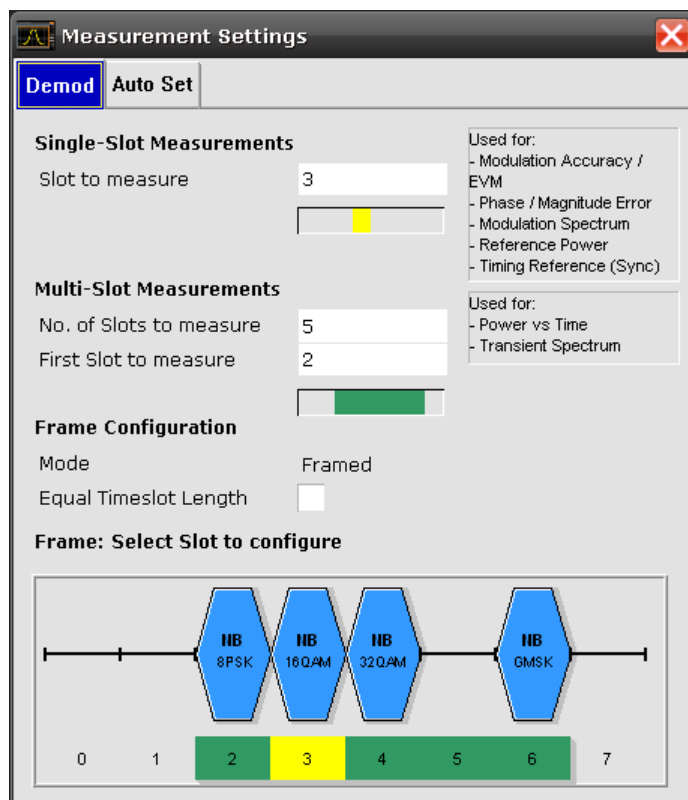 Measurement Settings
Demod Auto Set
Single-Slot Measurements
Slot to measure 3
Used for:
- Modulation Accuracy /
EVM
- Phase / Magnitude Error
- Modulation Spectrum
- Reference Power
- Timing Reference (Sync)
Multi-Slot Measurements
No. of Slots to measure 5
First Slot to measure 2
Used for:
- Power vs Time
- Transient Spectrum
Frame Configuration
Mode Framed
Equal Timeslot Length
Frame: Select Slot to configure
NB NB NB NB
8PSK 16QAM 32QAM GMSK
0 1 2 3 4 5 6 7